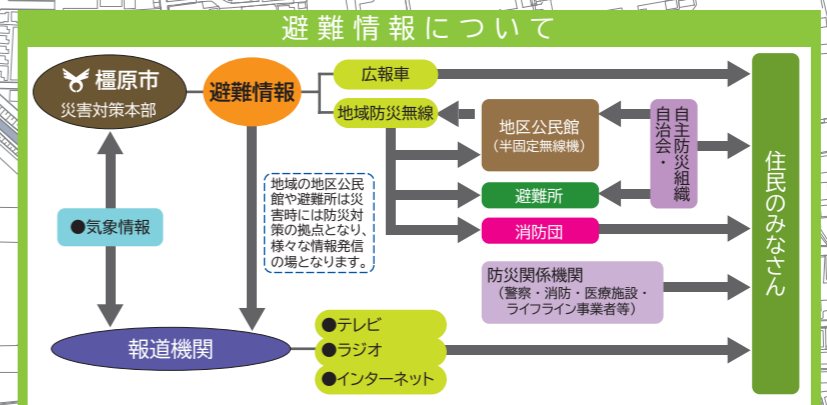 避難情報について
橿原市
災害対策本部
避難情報
広報車
地域防災無線
地区公民館
（半固定無線機）
自主防災組織
自治会・
避難所
消防団
住民のみなさん
●気象情報
地域の地区公民
館や避難所は災
害時には防災対
策の拠点となり、
様々な情報発信
の場となります。
防災関係機関
（警察・消防・医療施設・
ライフライン事業者等）
報道機関
●テレビ
●ラジオ
●インターネット